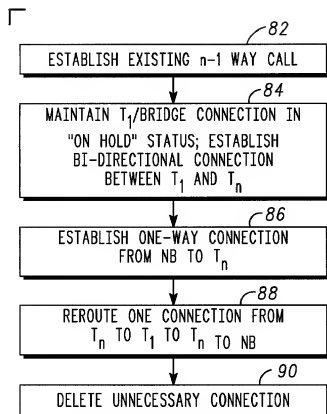 82
ESTABLISH EXISTING n-1 WAY CALL
84
MAINTAIN T1/BRIDGE CONNECTION IN
"ON HOLD" STATUS; ESTABLISH
BI-DIRECTIONAL CONNECTION
BETWEEN T1 AND Tn
86
ESTABLISH ONE-WAY CONNECTION
FROM NB TO Tn
88
REROUTE ONE CONNECTION FROM
Tn TO T1 TO Tn TO NB
90
DELETE UNNECESSARY CONNECTION